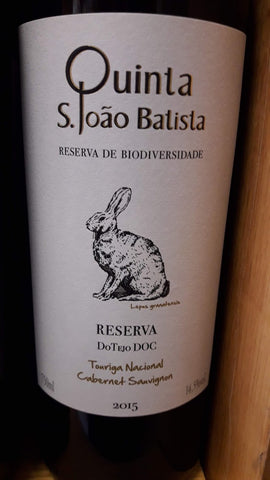 Quinta
S. João Batista
RESERVA DE BIODIVERSIDADE
Lepus granatensis
RESERVA
DOTEJO DOC
Touriga Nacional
Cabernet Sauvignon
2015